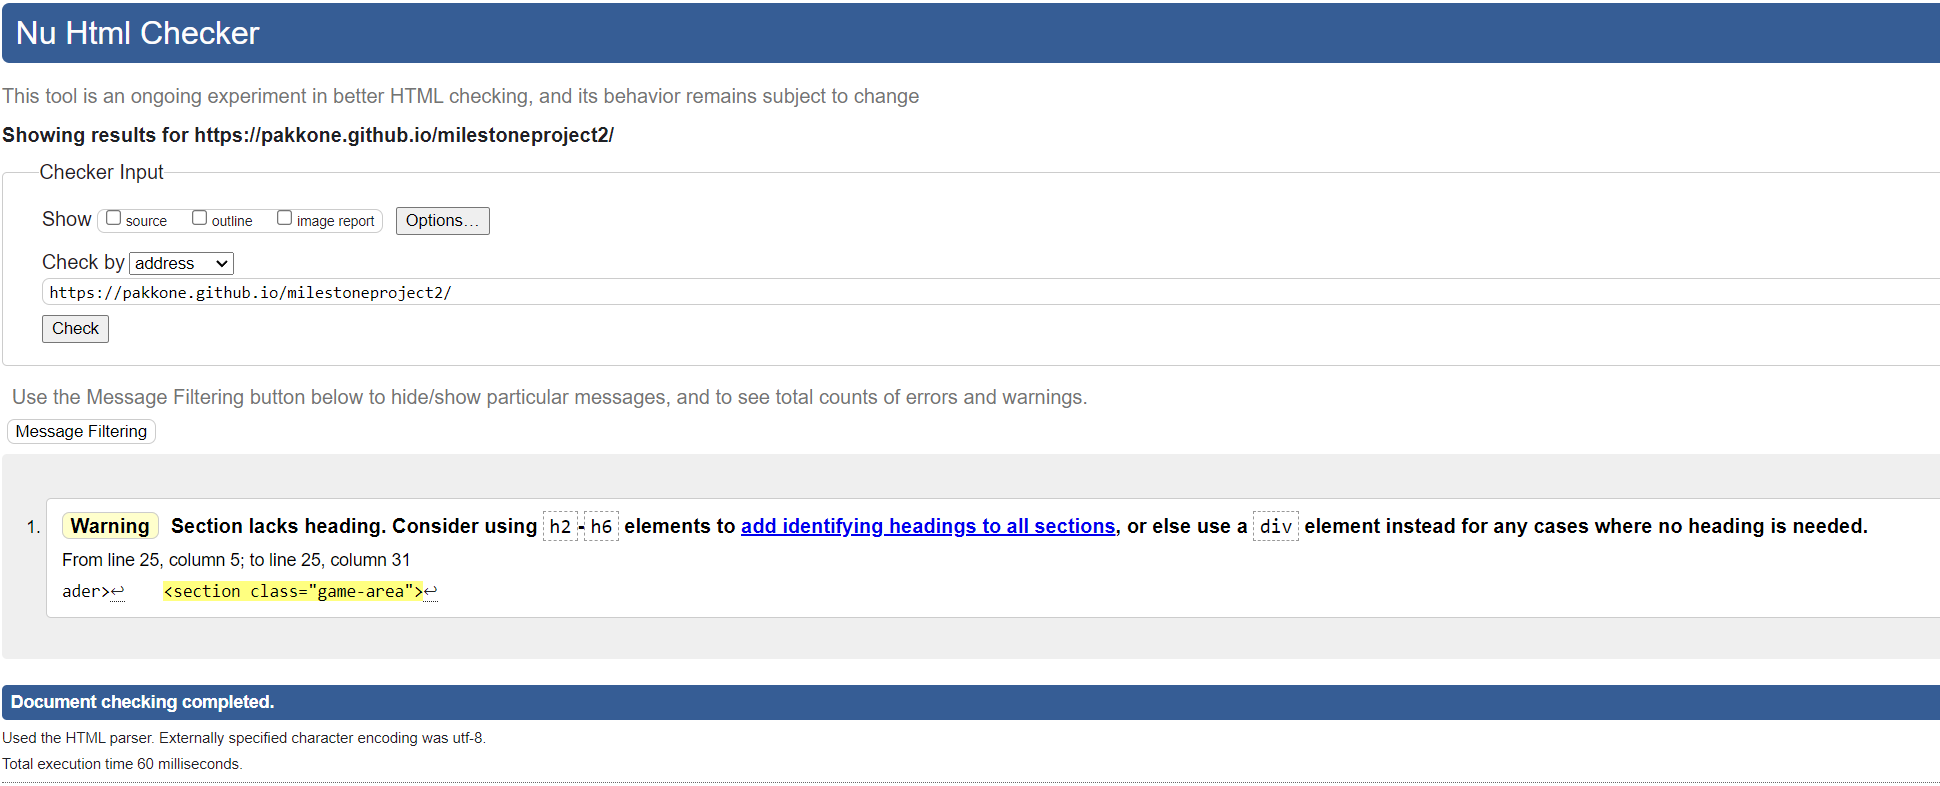 Nu Html Checker
This tool is an ongoing experiment in better HTML checking, and its behavior remains subject to change
Showing results for https://pakkone.github.io/milestoneproject2/
Checker Input
Show source outline image report Options…
Check by address
https://pakkone.github.io/milestoneproject2/
Check
Use the Message Filtering button below to hide/show particular messages, and to see total counts of errors and warnings.
Message Filtering
1. Warning Section lacks heading. Consider using h2-h6 elements to add identifying headings to all sections, or else use a div element instead for any cases where no heading is needed.
From line 25, column 5; to line 25, column 31
ader>↩ <section class="game-area">↩
Document checking completed.
Used the HTML parser. Externally specified character encoding was utf-8.
Total execution time 60 milliseconds.